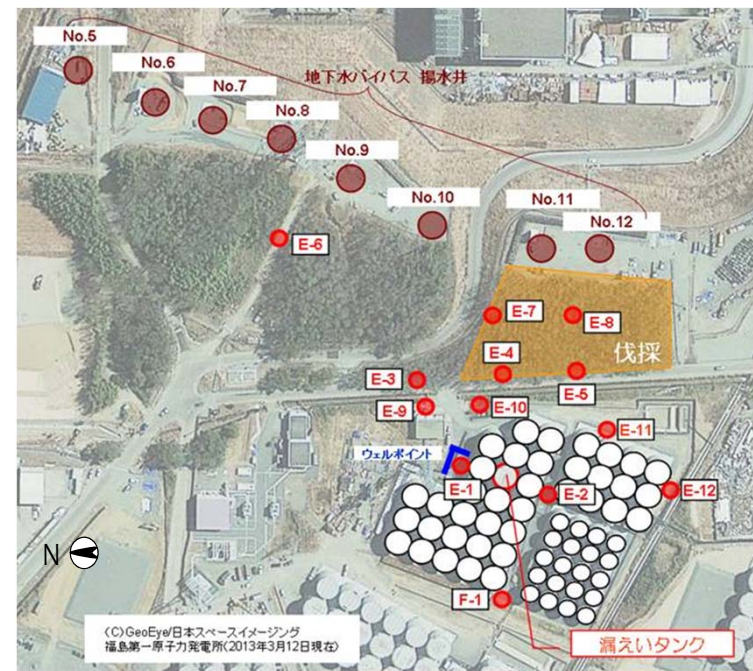 No.5
No.6
No.7
地下水バイパス 揚水井
No.8
No.9
No.10
No.11
No.12
E-6
E-7
E-8
伐採
E-4
E-3
E-5
E-9
E-10
E-11
ウェルポイント
E-1
E-2
E-12
N
F-1
(C)GeoEye/日本スペースイメージング
福島第一原子力発電所(2013年3月12日現在)
漏えいタンク